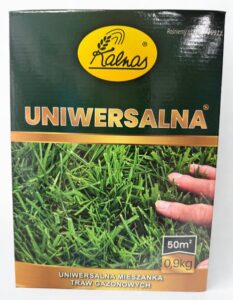 Kalnas ®
UNIWERSALNA
50m²
0,9kg
UNIWERSALNA MIESZANKA
TRAW GAZONOWYCH